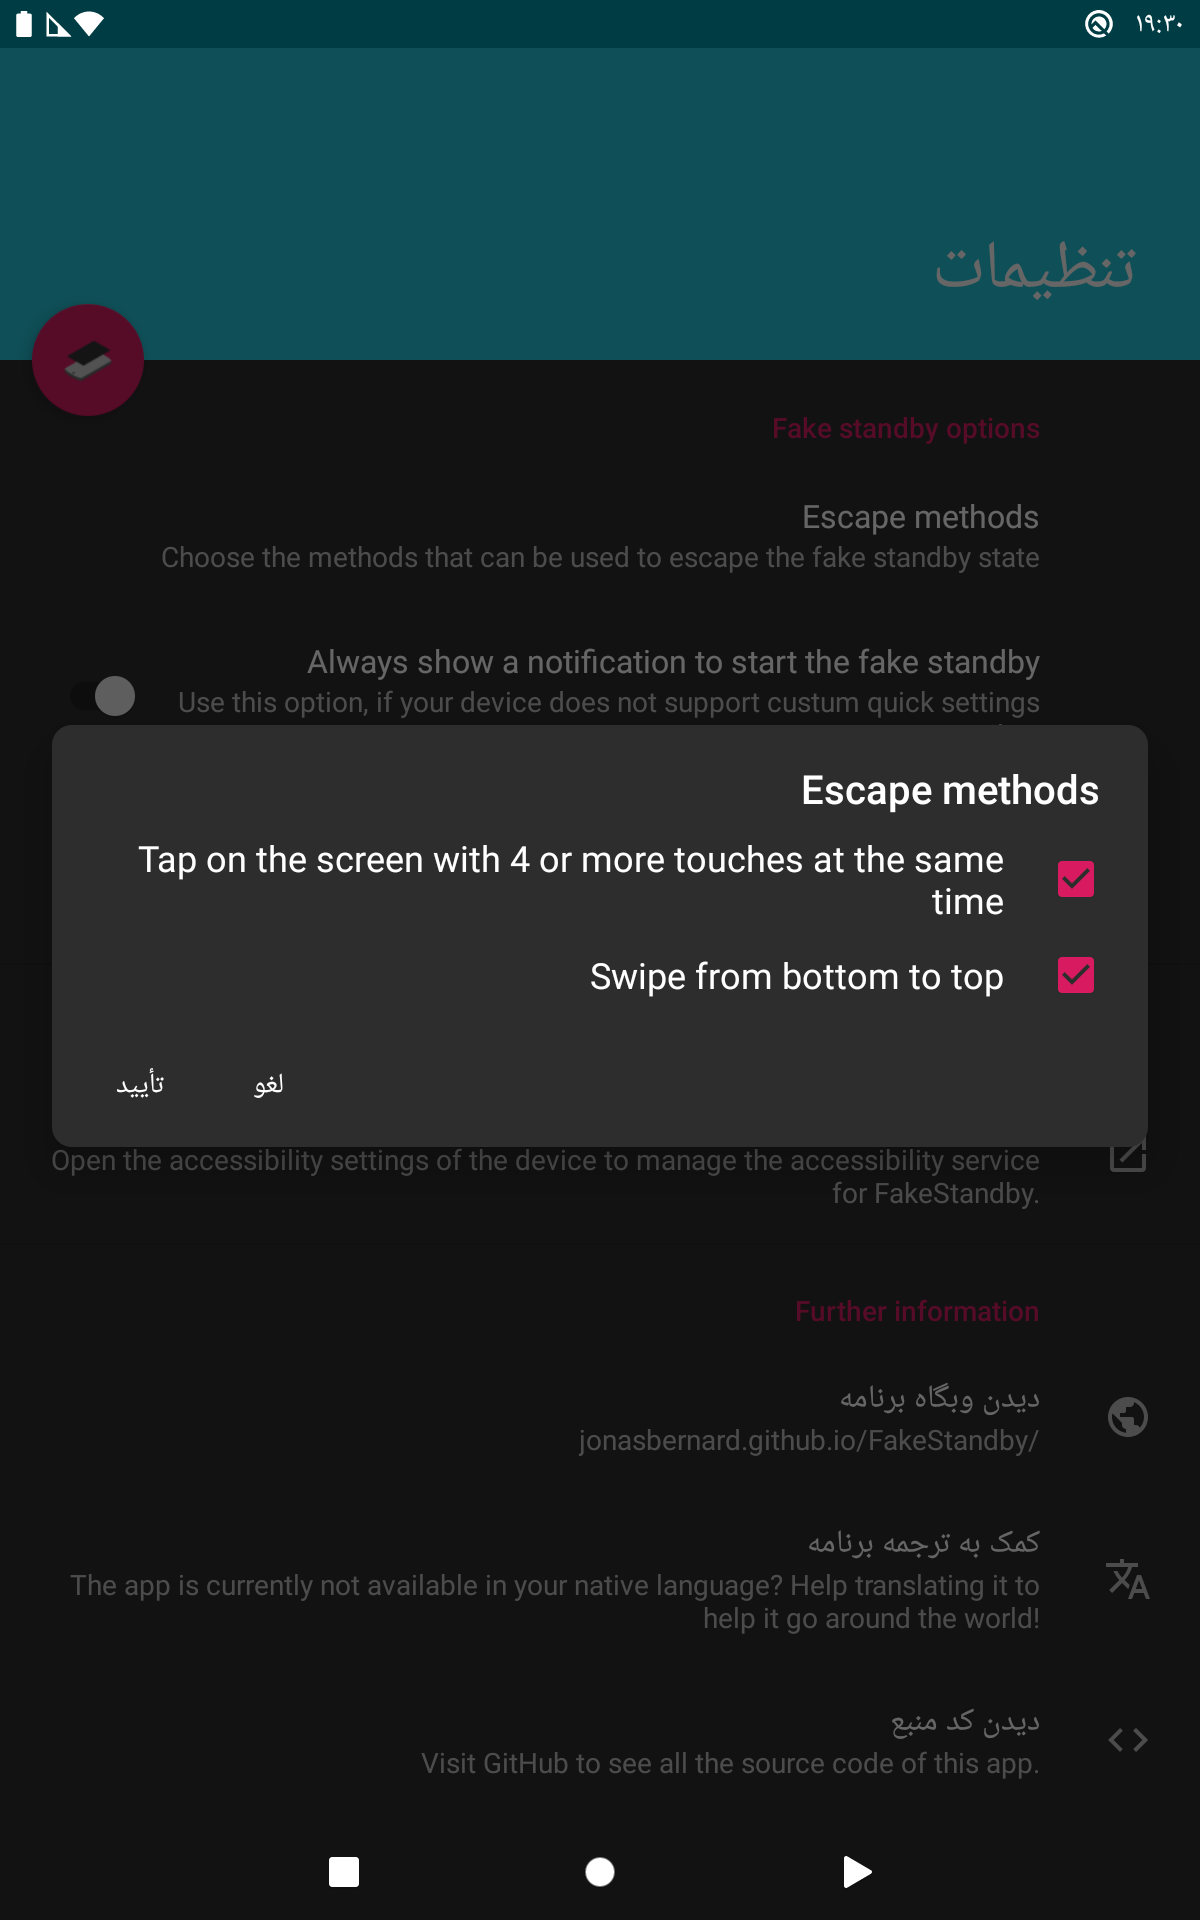 ۱۹:۳۰
تنظیمات
Fake standby options
Escape methods
Choose the methods that can be used to escape the fake standby state
Always show a notification to start the fake standby
Use this option, if your device does not support custum quick settings
Escape methods
Tap on the screen with 4 or more touches at the same
time
Swipe from bottom to top
لغو
تأیید
Open the accessibility settings of the device to manage the accessibility service
for FakeStandby.
Further information
دیدن وبگاه برنامه
jonasbernard.github.io/FakeStandby/
کمک به ترجمه برنامه
The app is currently not available in your native language? Help translating it to
help it go around the world!
دیدن کد منبع
Visit GitHub to see all the source code of this app.